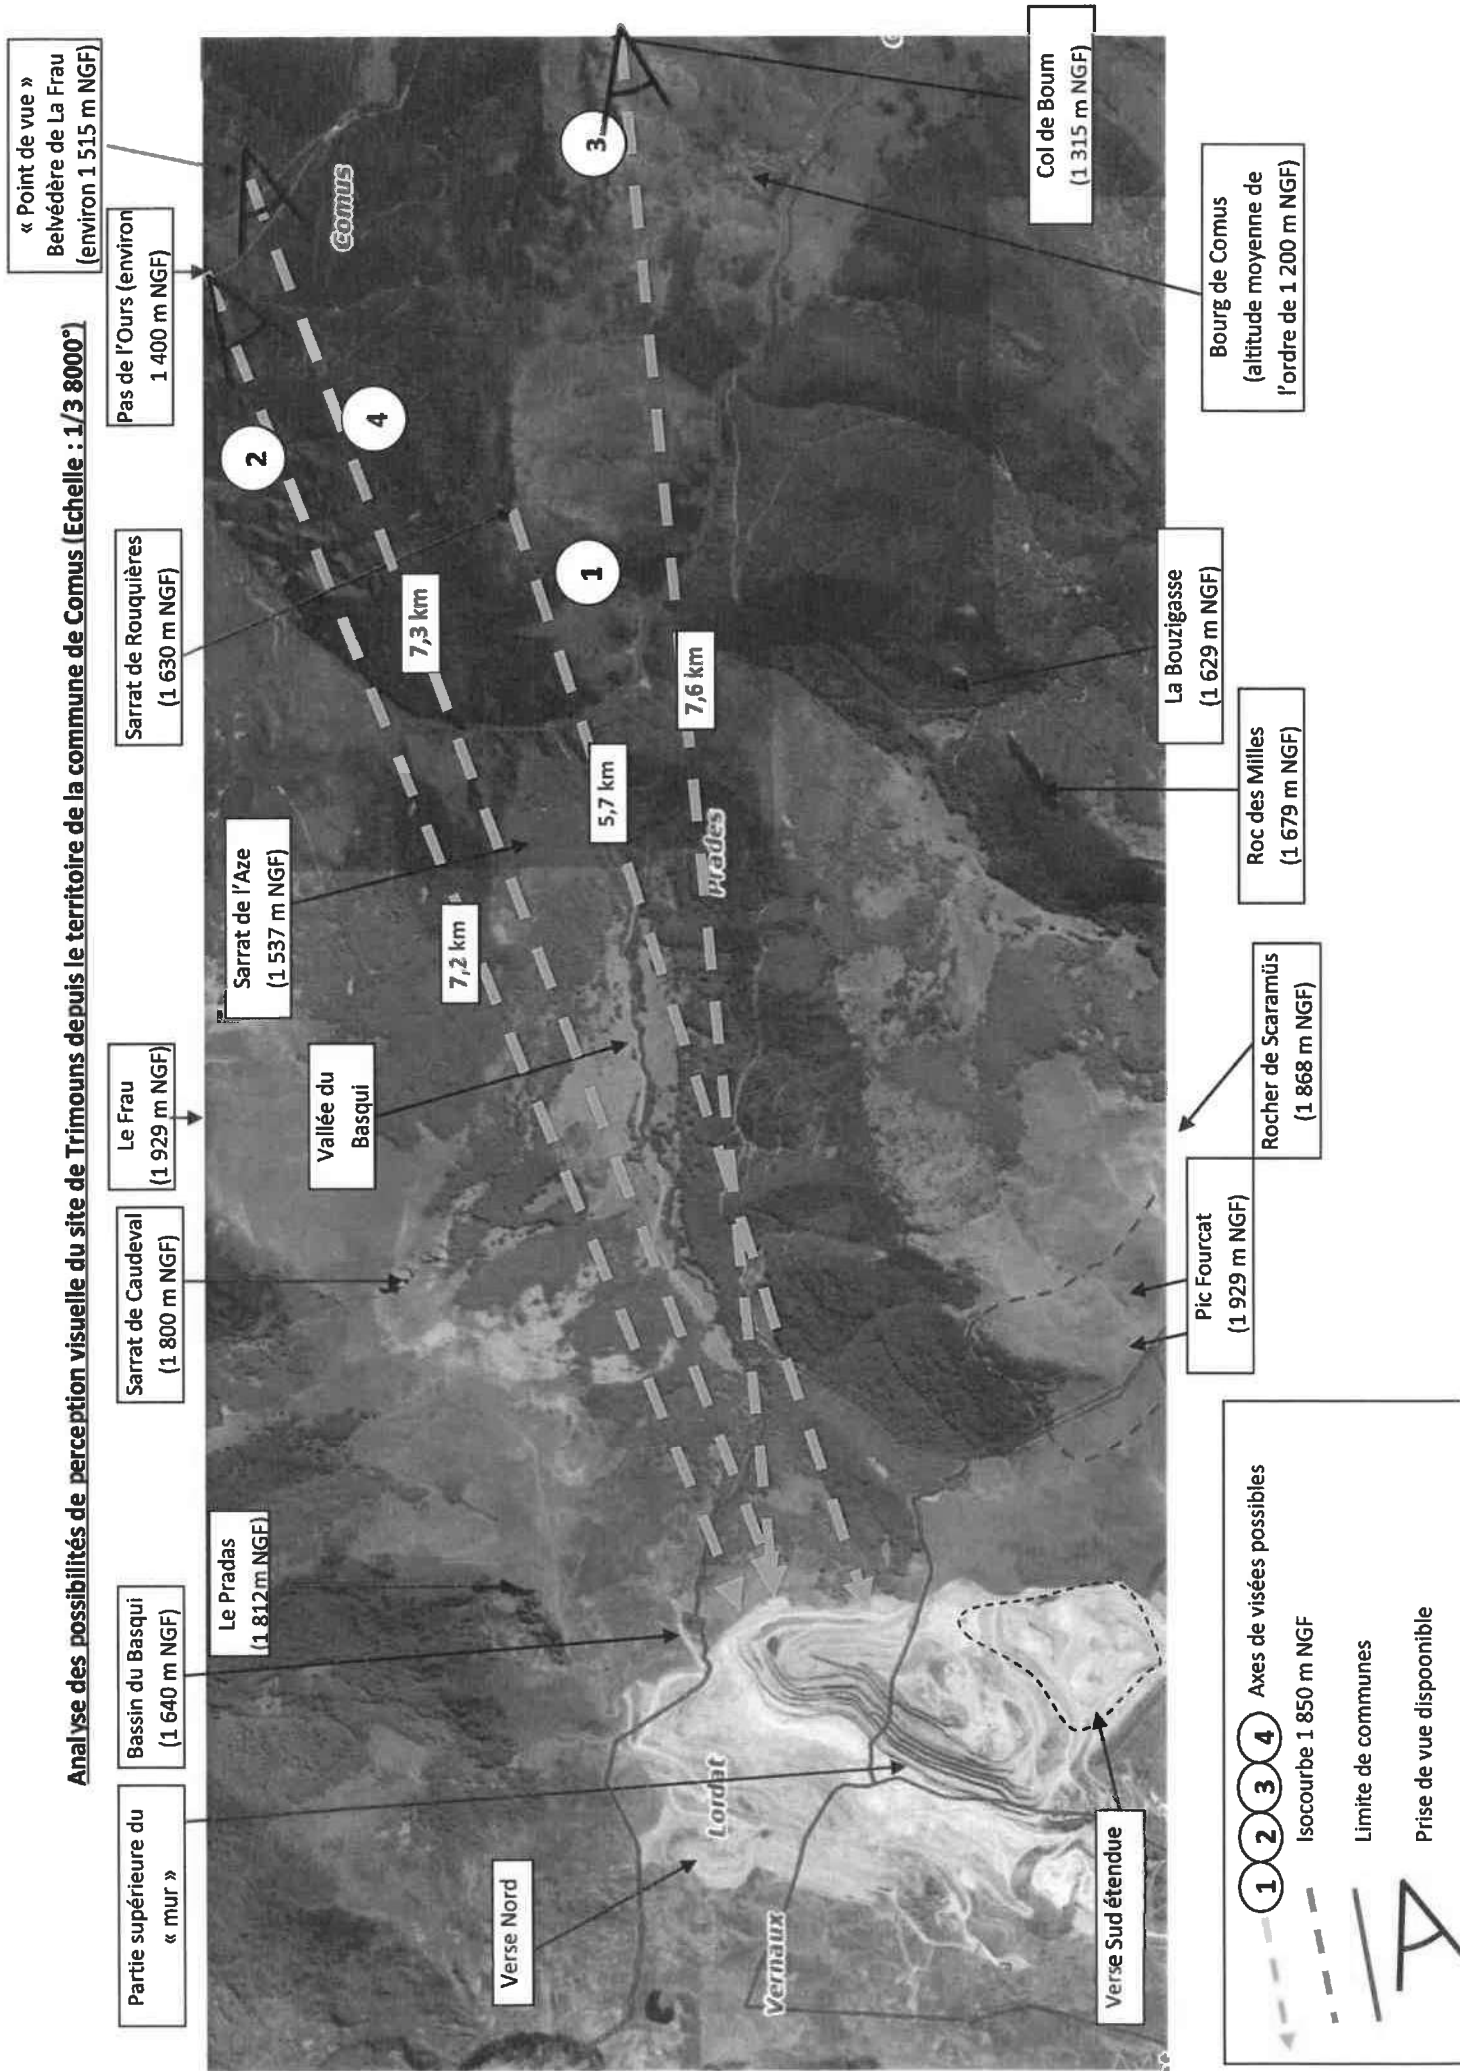 Analyse des possibilités de perception visuelle du site de Trimouns depuis le territoire de la commune de Comus (Echelle : 1/3 8000°)
Partie supérieure du
« mur »
Bassin du Basqui
(1 640 m NGF)
Le Pradas
(1 812 m NGF)
Sarrat de Caudeval
(1 800 m NGF)
Le Frau
(1 929 m NGF)
Vallée du
Basqui
Sarrat de l'Aze
(1 537 m NGF)
Sarrat de Rouquières
(1 630 m NGF)
Pas de l'Ours (environ
1 400 m NGF)
« Point de vue »
Belvédère de La Frau
(environ 1 515 m NGF)
Comus
2
4
3
1
7,3 km
7,2 km
5,7 km
7,6 km
Prades
Lordat
Vernaux
Verse Nord
Verse Sud étendue
Pic Fourcat
(1 929 m NGF)
Rocher de Scaramüs
(1 868 m NGF)
Roc des Milles
(1 679 m NGF)
La Bouzigasse
(1 629 m NGF)
Bourg de Comus
(altitude moyenne de
l'ordre de 1 200 m NGF)
Col de Boum
(1 315 m NGF)
1 2 3 4 Axes de visées possibles
Isocourbe 1 850 m NGF
Limite de communes
Prise de vue disponible